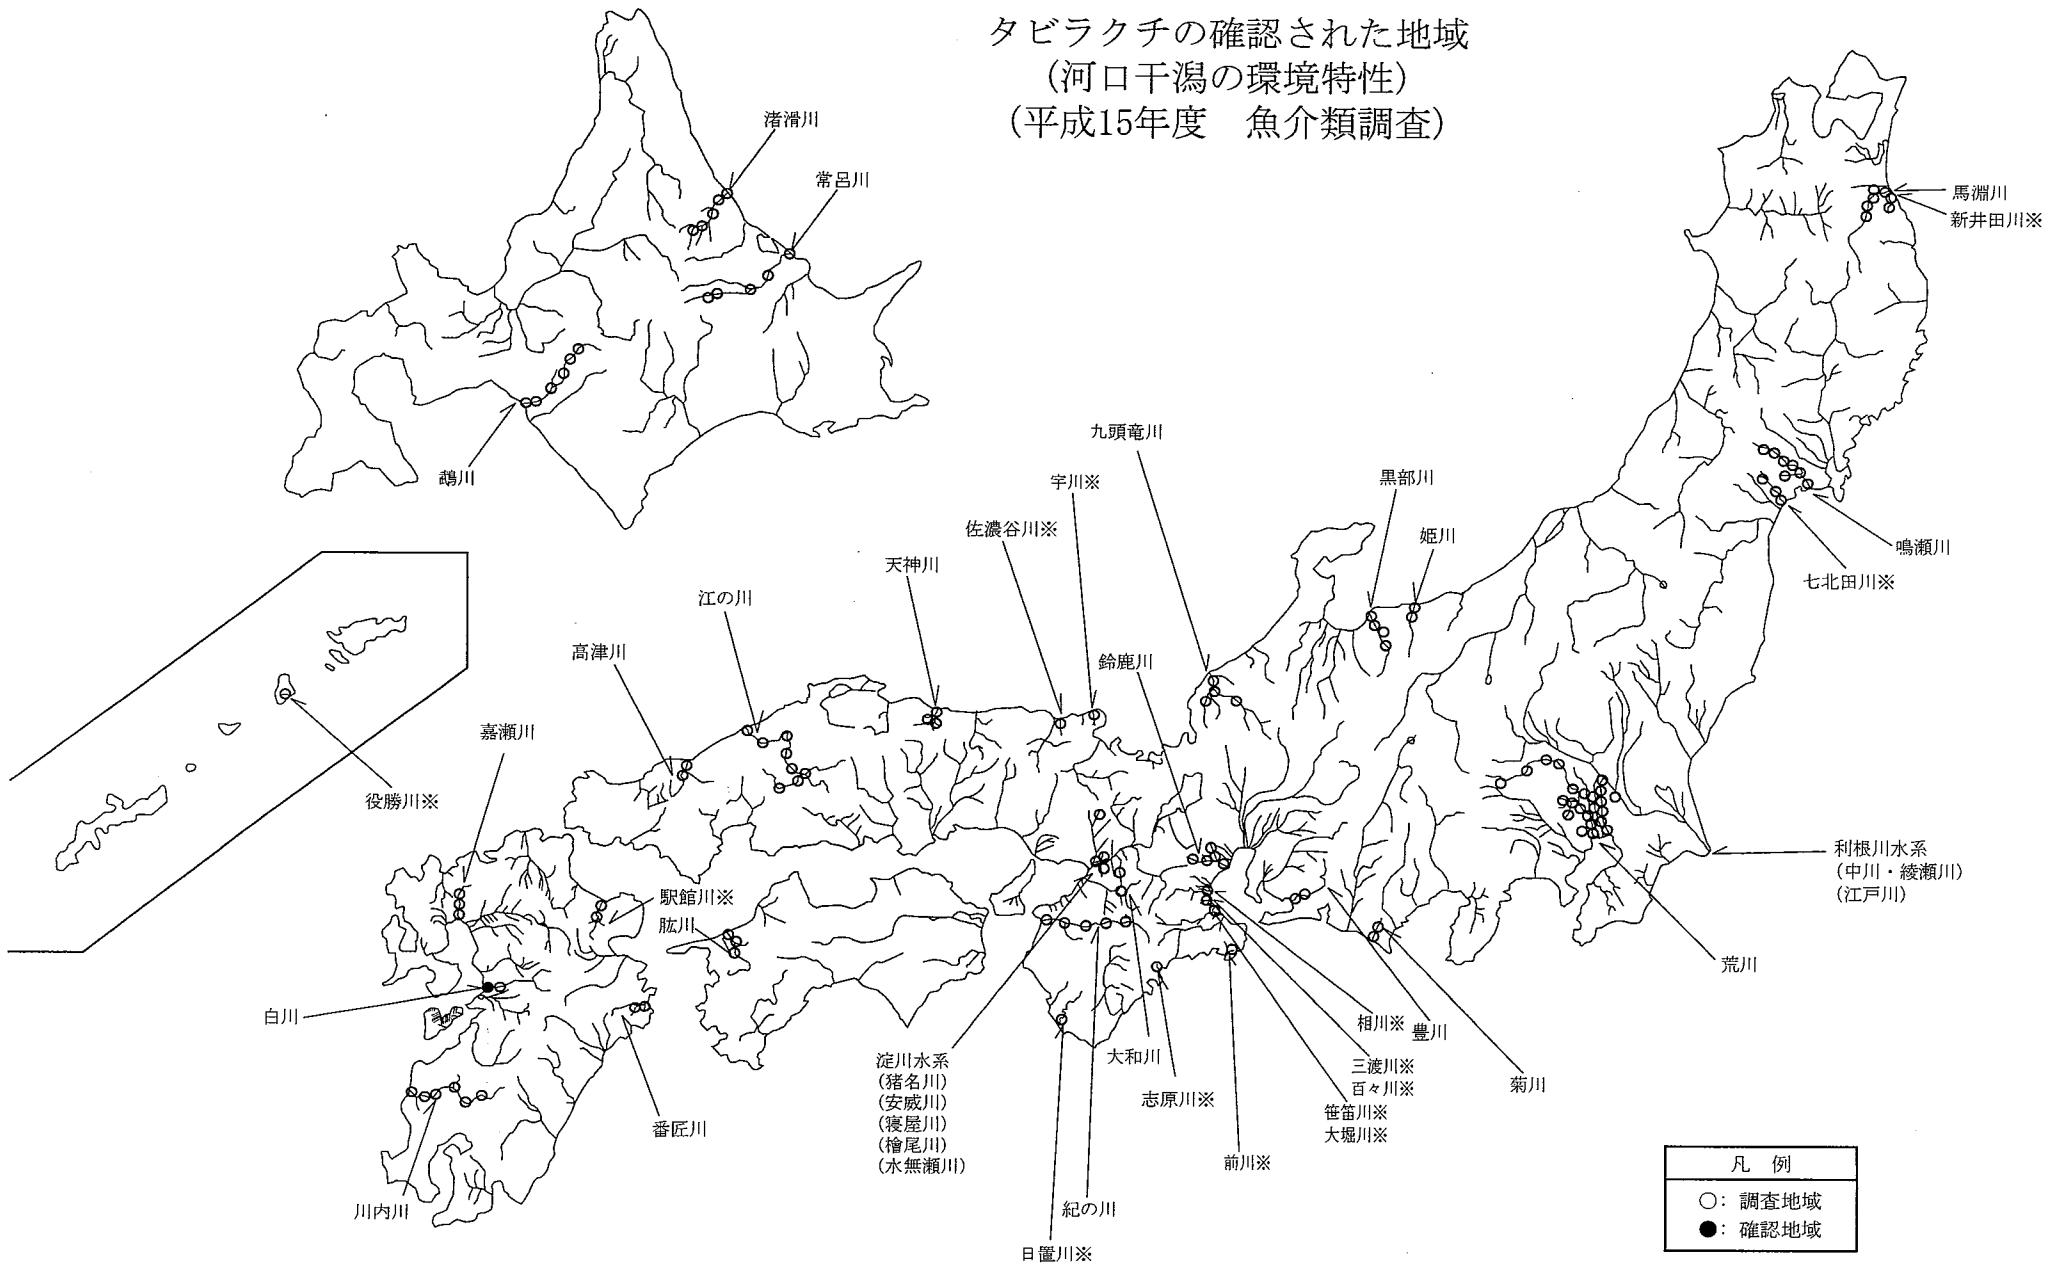 タビラクチの確認された地域
(河口干潟の環境特性)
(平成15年度　魚介類調査)
渚滑川
常呂川
鵡川
馬淵川
新井田川※
鳴瀬川
七北田川※
九頭竜川
宇川※
佐濃谷川※
天神川
江の川
高津川
黒部川
姫川
鈴鹿川
嘉瀬川
役勝川※
駅館川※
肱川
白川
番匠川
川内川
利根川水系
(中川・綾瀬川)
(江戸川)
荒川
菊川
豊川
相川※
三渡川※
百々川※
笹笛川※
大堀川※
前川※
志原川※
大和川
紀の川
日置川※
淀川水系
(猪名川)
(安威川)
(寝屋川)
(檜尾川)
(水無瀬川)
凡　例
○：調査地域
●：確認地域